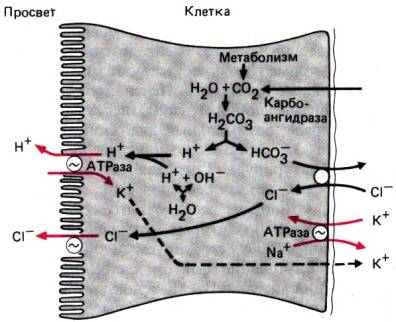 Просвет Клетка
Метаболизм
H₂O + CO₂
Карбо-
ангидраза
H₂CO₃
H⁺ H⁺ H⁺ HCO₃⁻
АТРаза
H⁺ + OH⁻
K⁺ Cl⁻ Cl⁻
H₂O
K⁺
АТРаза
Cl⁻ Cl⁻ Na⁺
K⁺